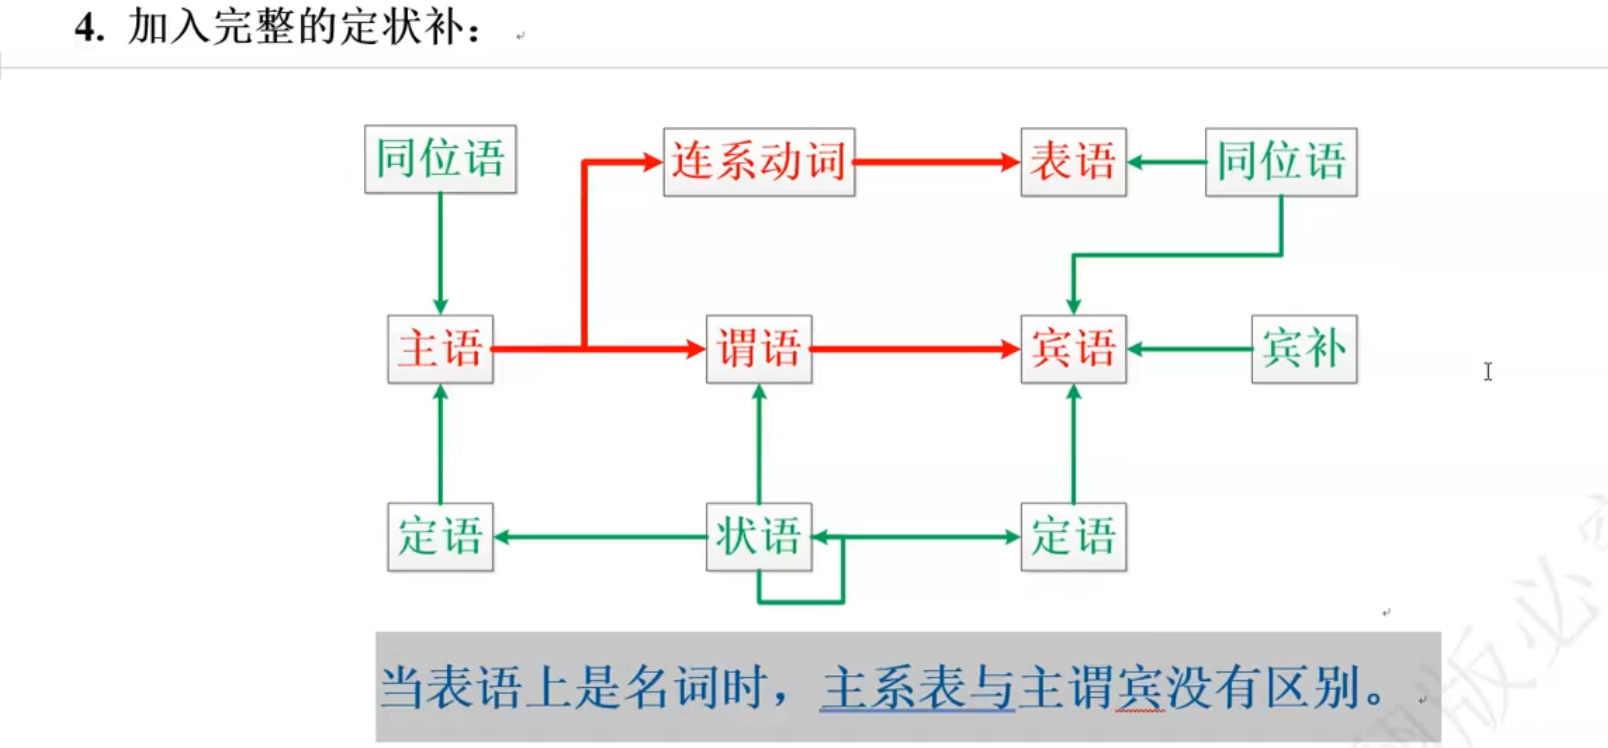 4. 加入完整的定状补：
同位语 连系动词 表语 同位语
主语 谓语 宾语 宾补
定语 状语 定语
当表语上是名词时，主系表与主谓宾没有区别。
版必